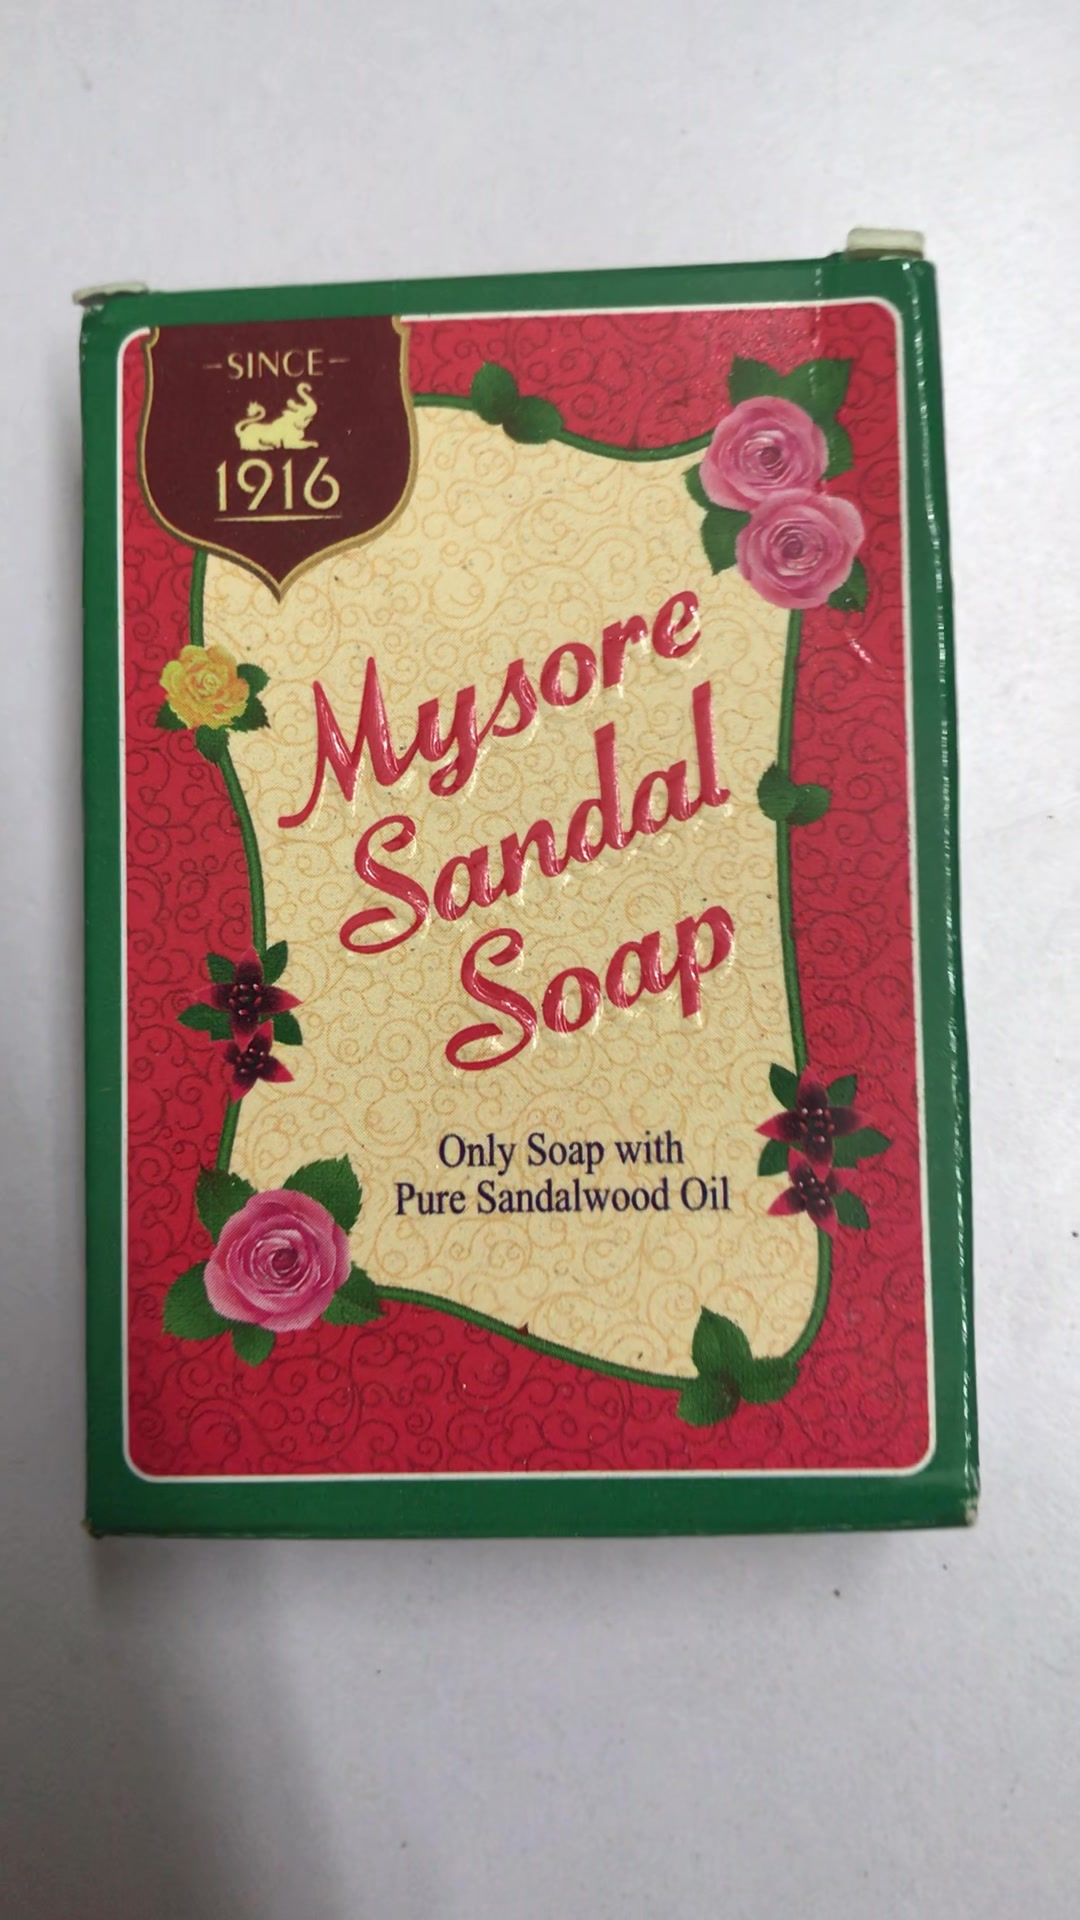 -SINCE-
1916
Mysore
Sandal
Soap
Only Soap with
Pure Sandalwood Oil